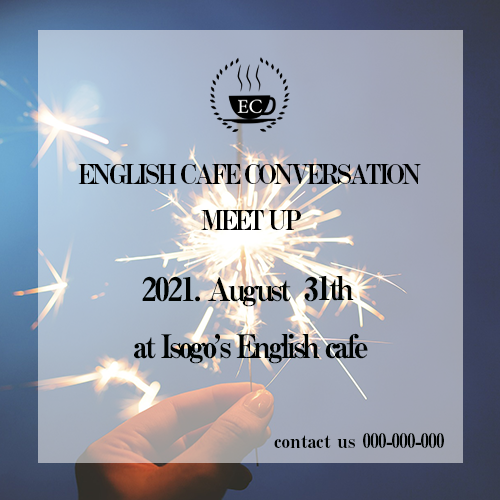 EC
ENGLISH CAFE CONVERSATION
MEET UP
2021. August 31th
at Isogo's English cafe
contact us 000-000-000